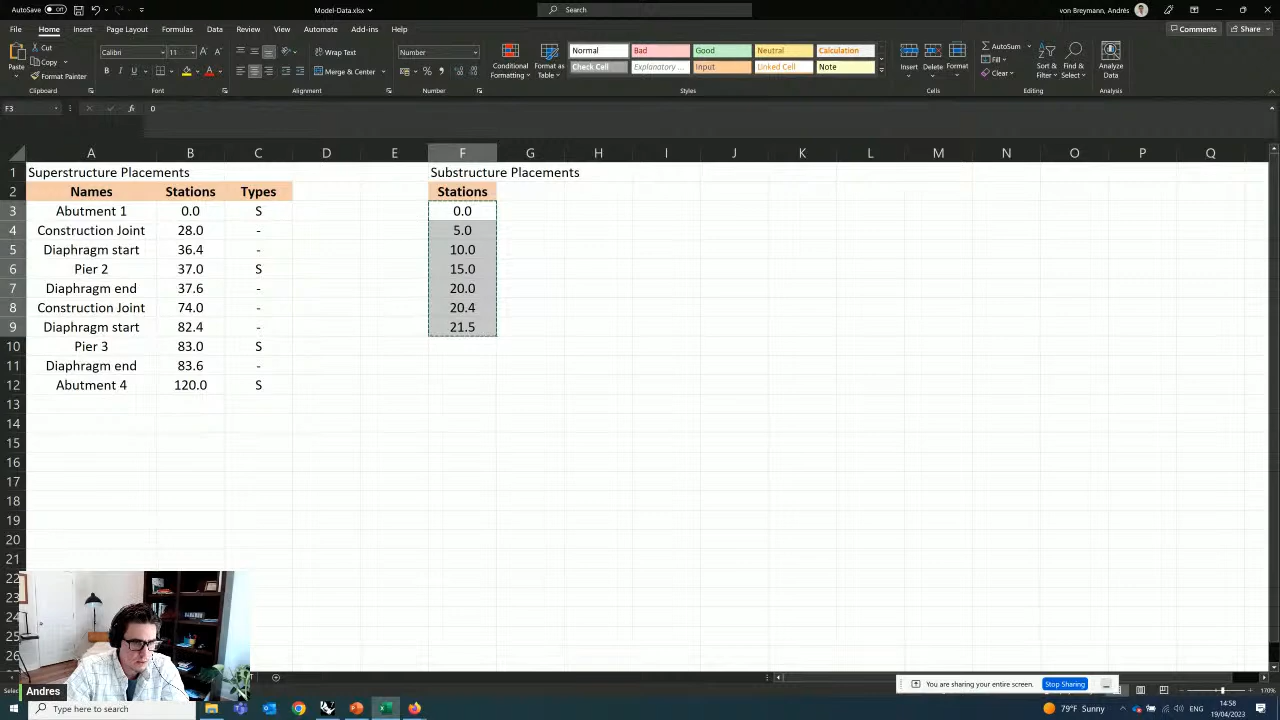 AutoSave Off Model-Data.xlsx Search von Breymann, Andrés
File Home Insert Page Layout Formulas Data Review View Automate Add-ins Help Comments Share
Paste Cut Copy Format Painter
Calibri 11 Wrap Text Merge & Center Number
Conditional Formatting Format as Table
Normal Bad Good Neutral Calculation
Check Cell Explanatory ... Input Linked Cell Note
Insert Delete Format
AutoSum Fill Clear Sort & Filter Find & Select Analyze Data
Clipboard Font Alignment Number Styles Cells Editing Analysis
F3 fx 0
A B C D E F G H I J K L M N O P Q
1 Superstructure Placements Substructure Placements
2 Names Stations Types Stations
3 Abutment 1 0.0 S 0.0
4 Construction Joint 28.0 - 5.0
5 Diaphragm start 36.4 - 10.0
6 Pier 2 37.0 S 15.0
7 Diaphragm end 37.6 - 20.0
8 Construction Joint 74.0 - 20.4
9 Diaphragm start 82.4 - 21.5
10 Pier 3 83.0 S
11 Diaphragm end 83.6 -
12 Abutment 4 120.0 S
13
14
15
16
17
18
19
20
21
22
23
24
25
26
Andres
You are sharing your entire screen. Stop Sharing
170%
Type here to search 79°F Sunny ENG 14:58
19/04/2023